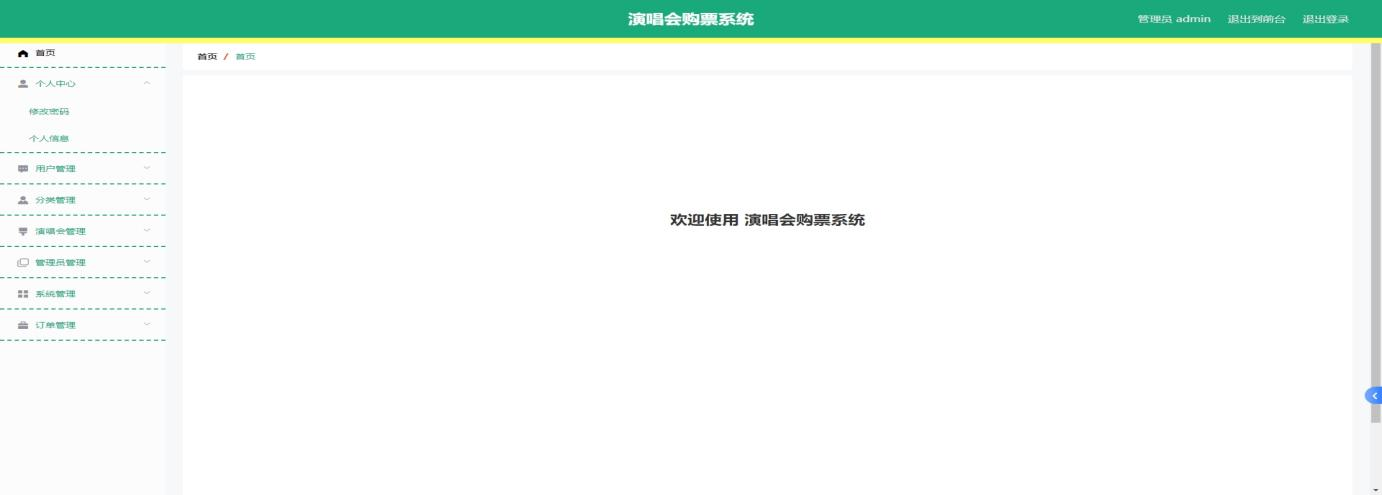 演唱会购票系统
管理员 admin 退出到前台 退出登录
首页
首页 / 首页
个人中心
修改密码
个人信息
用户管理
分类管理
演唱会管理
管理员管理
系统管理
订单管理
欢迎使用 演唱会购票系统